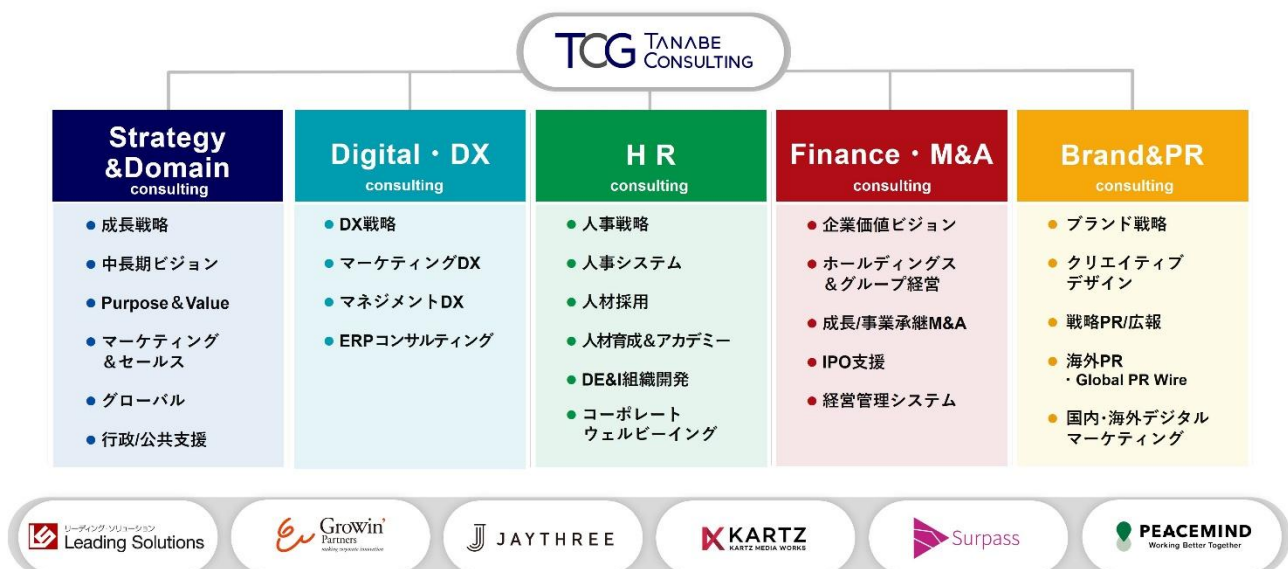 TCG TANABE
CONSULTING
Strategy
&Domain
consulting
● 成長戦略
● 中長期ビジョン
● Purpose＆Value
● マーケティング
＆セールス
● グローバル
● 行政/公共支援
Digital・DX
consulting
● DX戦略
● マーケティングDX
● マネジメントDX
● ERPコンサルティング
HR
consulting
● 人事戦略
● 人事システム
● 人材採用
● 人材育成&アカデミー
● DE&I組織開発
● コーポレート
ウェルビーイング
Finance・M&A
consulting
● 企業価値ビジョン
● ホールディングス
＆グループ経営
● 成長/事業承継M&A
● IPO支援
● 経営管理システム
Brand&PR
consulting
● ブランド戦略
● クリエイティブ
デザイン
● 戦略PR/広報
● 海外PR
・Global PR Wire
● 国内･海外デジタル
マーケティング
リーディング・ソリューション
Leading Solutions
GroWin'
Partners
making corporate innovation
JAYTHREE
KARTZ
KARTZ MEDIA WORKS
Surpass
PEACEMIND
Working Better Together